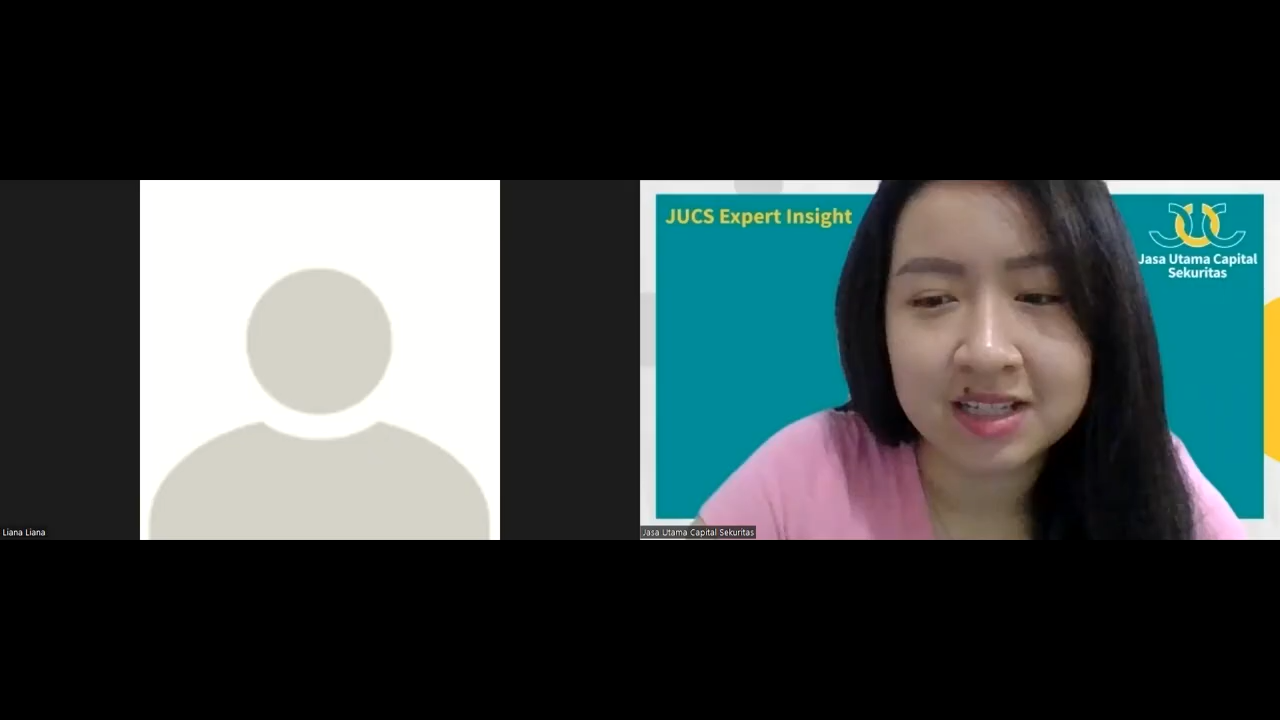 JUCS Expert Insight
Jasa Utama Capital
Sekuritas
Liana Liana
Jasa Utama Capital Sekuritas